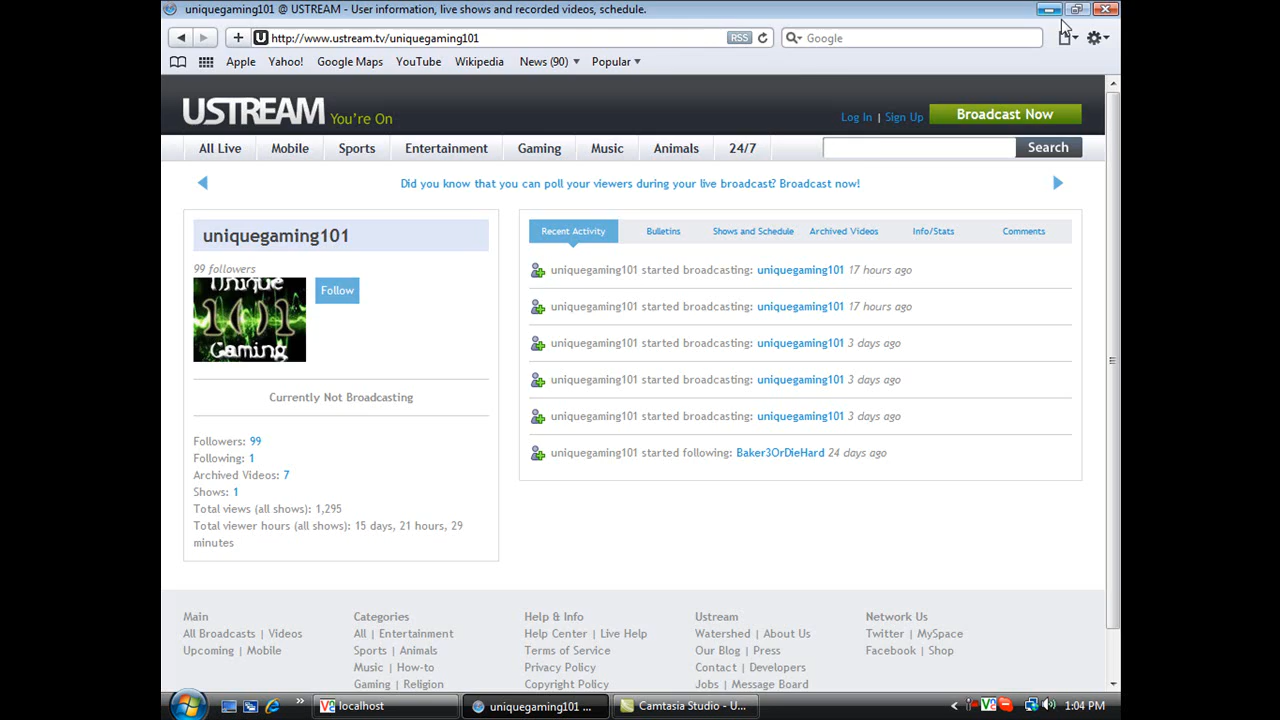 uniquegaming101 @ USTREAM - User information, live shows and recorded videos, schedule.
http://www.ustream.tv/uniquegaming101 RSS Google
Apple Yahoo! Google Maps YouTube Wikipedia News (90) Popular
USTREAM You're On
Log In | Sign Up Broadcast Now
All Live Mobile Sports Entertainment Gaming Music Animals 24/7 Search
Did you know that you can poll your viewers during your live broadcast? Broadcast now!
uniquegaming101
99 followers
Unique
101
Gaming
Follow
Currently Not Broadcasting
Followers: 99
Following: 1
Archived Videos: 7
Shows: 1
Total views (all shows): 1,295
Total viewer hours (all shows): 15 days, 21 hours, 29
minutes
Recent Activity Bulletins Shows and Schedule Archived Videos Info/Stats Comments
uniquegaming101 started broadcasting: uniquegaming101 17 hours ago
uniquegaming101 started broadcasting: uniquegaming101 17 hours ago
uniquegaming101 started broadcasting: uniquegaming101 3 days ago
uniquegaming101 started broadcasting: uniquegaming101 3 days ago
uniquegaming101 started broadcasting: uniquegaming101 3 days ago
uniquegaming101 started following: Baker3OrDieHard 24 days ago
Main
All Broadcasts | Videos
Upcoming | Mobile
Categories
All | Entertainment
Sports | Animals
Music | How-to
Gaming | Religion
Help & Info
Help Center | Live Help
Terms of Service
Privacy Policy
Copyright Policy
Ustream
Watershed | About Us
Our Blog | Press
Contact | Developers
Jobs | Message Board
Network Us
Twitter | MySpace
Facebook | Shop
localhost uniquegaming101 ... Camtasia Studio - U... 1:04 PM